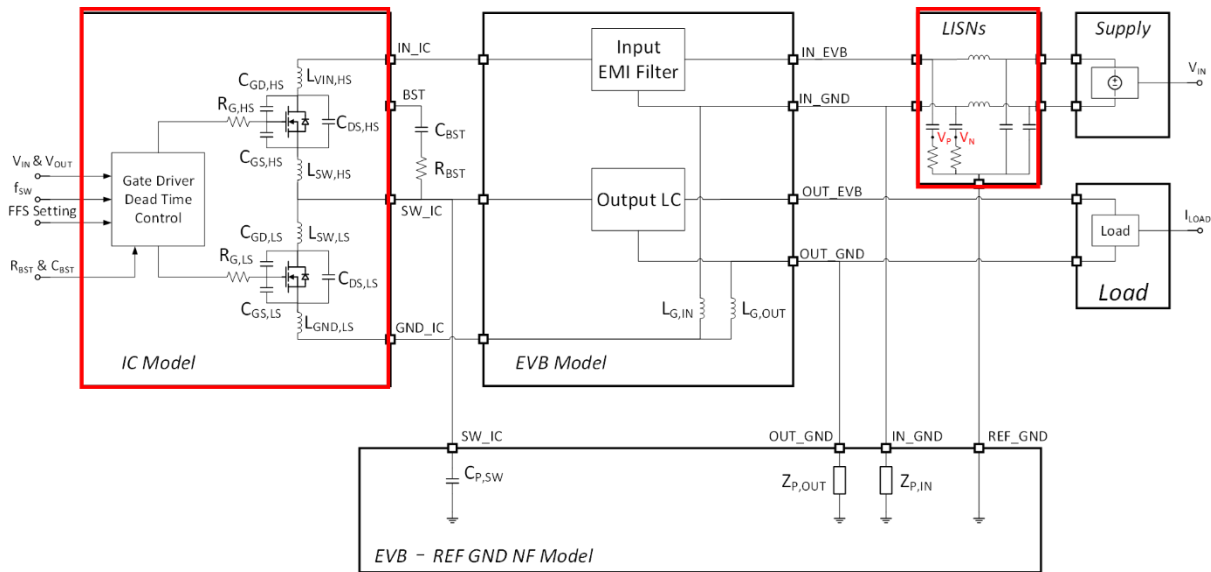 LISNs
Supply
Input
EMI Filter
IN_IC
IN_EVB
V_IN
L_VIN,HS
C_GD,HS
R_G,HS
C_DS,HS
C_GS,HS
L_SW,HS
BST
C_BST
R_BST
IN_GND
V_P
V_N
V_IN & V_OUT
f_SW
FFS Setting
R_BST & C_BST
Gate Driver
Dead Time
Control
SW_IC
Output LC
OUT_EVB
Load
I_LOAD
L_SW,LS
C_GD,LS
R_G,LS
C_DS,LS
C_GS,LS
L_GND,LS
OUT_GND
L_G,IN
L_G,OUT
Load
GND_IC
IC Model
EVB Model
SW_IC
OUT_GND
IN_GND
REF_GND
C_P,SW
Z_P,OUT
Z_P,IN
EVB – REF GND NF Model